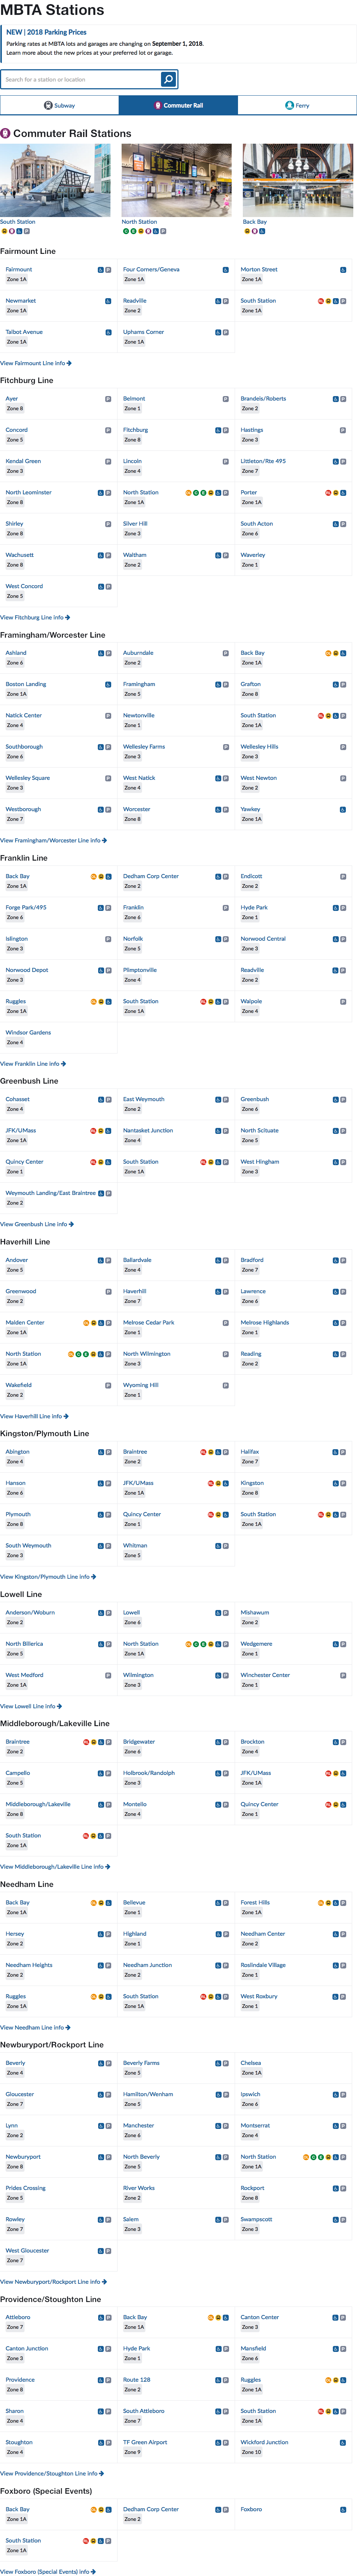 MBTA Stations
NEW | 2018 Parking Prices
Parking rates at MBTA lots and garages are changing on September 1, 2018.
Learn more about the new prices at your preferred lot or garage.
Search for a station or location
Subway
Commuter Rail
Ferry
Commuter Rail Stations
South Station
North Station
Back Bay
Fairmount Line
Fairmount Four Corners/Geneva Morton Street
Zone 1A Zone 1A Zone 1A
Newmarket Readville South Station
Zone 1A Zone 2 Zone 1A
Talbot Avenue Uphams Corner
Zone 1A Zone 1A
View Fairmount Line info
Fitchburg Line
Ayer Belmont Brandeis/Roberts
Zone 8 Zone 1 Zone 2
Concord Fitchburg Hastings
Zone 5 Zone 8 Zone 3
Kendal Green Lincoln Littleton/Rte 495
Zone 3 Zone 4 Zone 7
North Leominster North Station Porter
Zone 8 Zone 1A Zone 1A
Shirley Silver Hill South Acton
Zone 8 Zone 3 Zone 6
Wachusett Waltham Waverley
Zone 8 Zone 2 Zone 1
West Concord
Zone 5
View Fitchburg Line info
Framingham/Worcester Line
Ashland Auburndale Back Bay
Zone 6 Zone 2 Zone 1A
Boston Landing Framingham Grafton
Zone 1A Zone 5 Zone 8
Natick Center Newtonville South Station
Zone 4 Zone 1 Zone 1A
Southborough Wellesley Farms Wellesley Hills
Zone 6 Zone 3 Zone 3
Wellesley Square West Natick West Newton
Zone 3 Zone 4 Zone 2
Westborough Worcester Yawkey
Zone 7 Zone 8 Zone 1A
View Framingham/Worcester Line info
Franklin Line
Back Bay Dedham Corp Center Endicott
Zone 1A Zone 2 Zone 2
Forge Park/495 Franklin Hyde Park
Zone 6 Zone 6 Zone 1
Islington Norfolk Norwood Central
Zone 3 Zone 5 Zone 3
Norwood Depot Plimptonville Readville
Zone 3 Zone 4 Zone 2
Ruggles South Station Walpole
Zone 1A Zone 1A Zone 4
Windsor Gardens
Zone 4
View Franklin Line info
Greenbush Line
Cohasset East Weymouth Greenbush
Zone 4 Zone 2 Zone 6
JFK/UMass Nantasket Junction North Scituate
Zone 1A Zone 4 Zone 5
Quincy Center South Station West Hingham
Zone 1 Zone 1A Zone 3
Weymouth Landing/East Braintree
Zone 2
View Greenbush Line info
Haverhill Line
Andover Ballardvale Bradford
Zone 5 Zone 4 Zone 7
Greenwood Haverhill Lawrence
Zone 2 Zone 7 Zone 6
Malden Center Melrose Cedar Park Melrose Highlands
Zone 1A Zone 1 Zone 1
North Station North Wilmington Reading
Zone 1A Zone 3 Zone 2
Wakefield Wyoming Hill
Zone 2 Zone 1
View Haverhill Line info
Kingston/Plymouth Line
Abington Braintree Halifax
Zone 4 Zone 2 Zone 7
Hanson JFK/UMass Kingston
Zone 6 Zone 1A Zone 8
Plymouth Quincy Center South Station
Zone 8 Zone 1 Zone 1A
South Weymouth Whitman
Zone 3 Zone 5
View Kingston/Plymouth Line info
Lowell Line
Anderson/Woburn Lowell Mishawum
Zone 2 Zone 6 Zone 2
North Billerica North Station Wedgemere
Zone 5 Zone 1A Zone 1
West Medford Wilmington Winchester Center
Zone 1A Zone 3 Zone 1
View Lowell Line info
Middleborough/Lakeville Line
Braintree Bridgewater Brockton
Zone 2 Zone 6 Zone 4
Campello Holbrook/Randolph JFK/UMass
Zone 5 Zone 3 Zone 1A
Middleborough/Lakeville Montello Quincy Center
Zone 8 Zone 4 Zone 1
South Station
Zone 1A
View Middleborough/Lakeville Line info
Needham Line
Back Bay Bellevue Forest Hills
Zone 1A Zone 1 Zone 1A
Hersey Highland Needham Center
Zone 2 Zone 1 Zone 2
Needham Heights Needham Junction Roslindale Village
Zone 2 Zone 2 Zone 1
Ruggles South Station West Roxbury
Zone 1A Zone 1A Zone 1
View Needham Line info
Newburyport/Rockport Line
Beverly Beverly Farms Chelsea
Zone 4 Zone 5 Zone 1A
Gloucester Hamilton/Wenham Ipswich
Zone 7 Zone 5 Zone 6
Lynn Manchester Montserrat
Zone 2 Zone 6 Zone 4
Newburyport North Beverly North Station
Zone 8 Zone 5 Zone 1A
Prides Crossing River Works Rockport
Zone 5 Zone 2 Zone 8
Rowley Salem Swampscott
Zone 7 Zone 3 Zone 3
West Gloucester
Zone 7
View Newburyport/Rockport Line info
Providence/Stoughton Line
Attleboro Back Bay Canton Center
Zone 7 Zone 1A Zone 3
Canton Junction Hyde Park Mansfield
Zone 3 Zone 1 Zone 6
Providence Route 128 Ruggles
Zone 8 Zone 2 Zone 1A
Sharon South Attleboro South Station
Zone 4 Zone 7 Zone 1A
Stoughton TF Green Airport Wickford Junction
Zone 4 Zone 9 Zone 10
View Providence/Stoughton Line info
Foxboro (Special Events)
Back Bay Dedham Corp Center Foxboro
Zone 1A Zone 2
South Station
Zone 1A
View Foxboro (Special Events) info